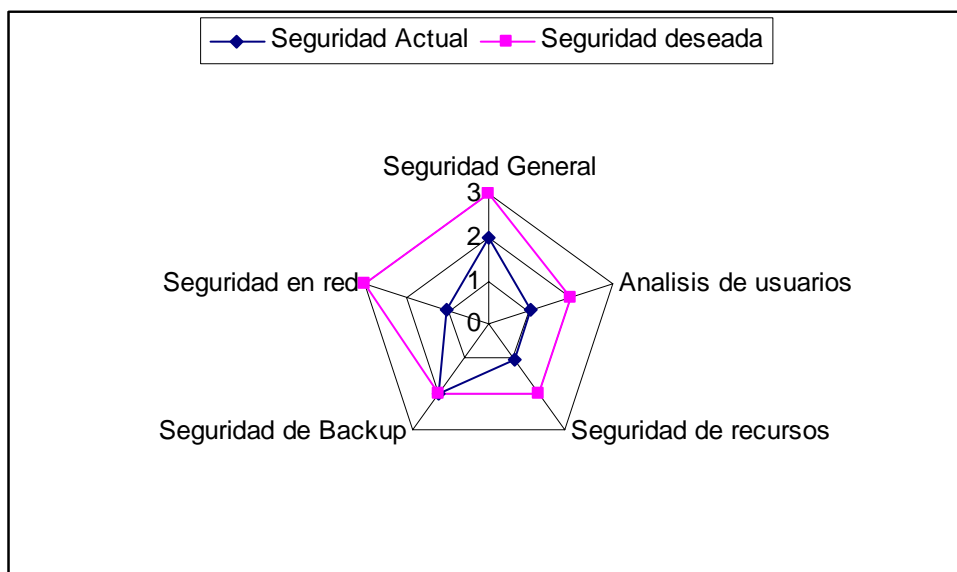 Seguridad Actual
Seguridad deseada
Seguridad General
3
2
1
0
Analisis de usuarios
Seguridad de recursos
Seguridad de Backup
Seguridad en red